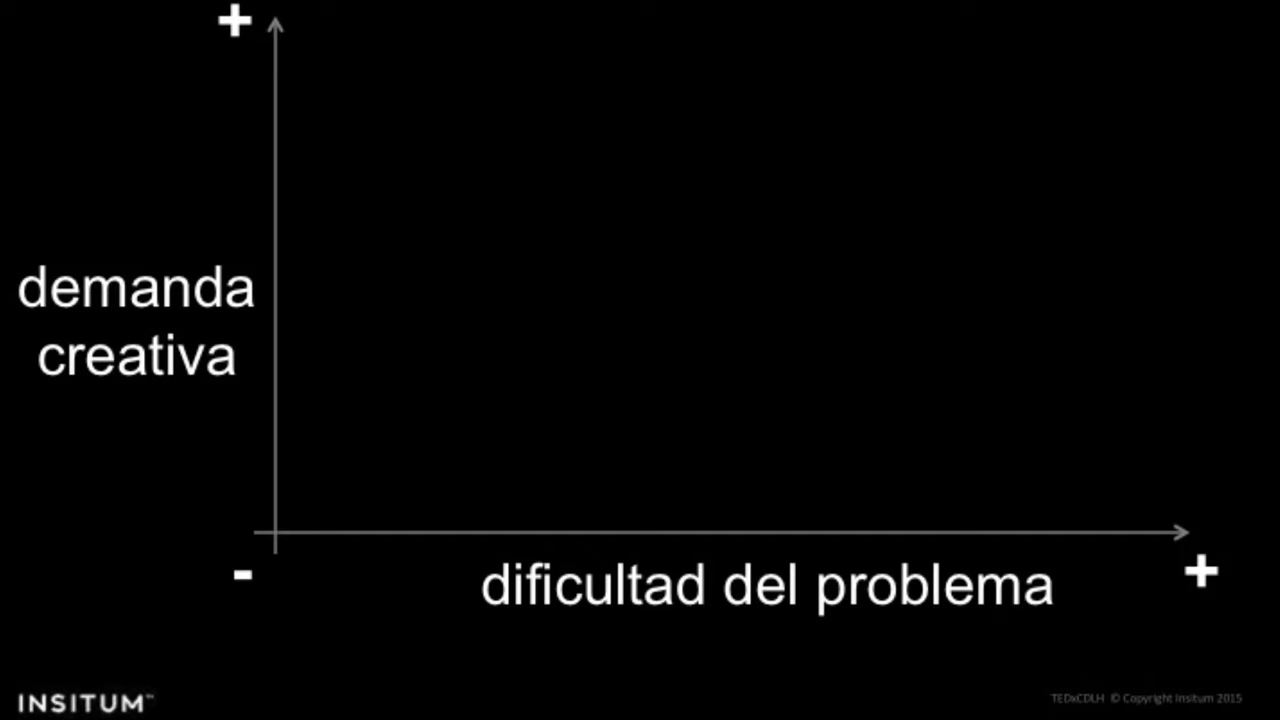 +
demanda
creativa
-
dificultad del problema
+
INSITUM™
TEDxCDLH © Copyright Insitum 2015